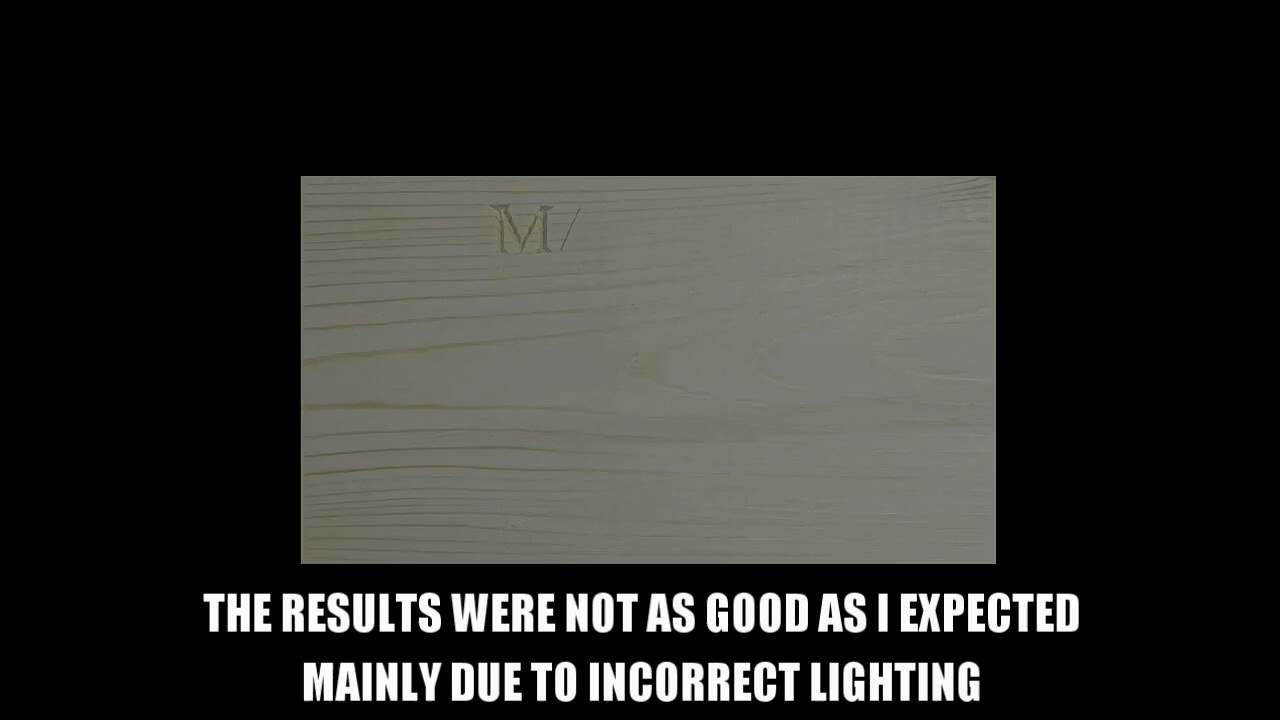 M/
THE RESULTS WERE NOT AS GOOD AS I EXPECTED
MAINLY DUE TO INCORRECT LIGHTING